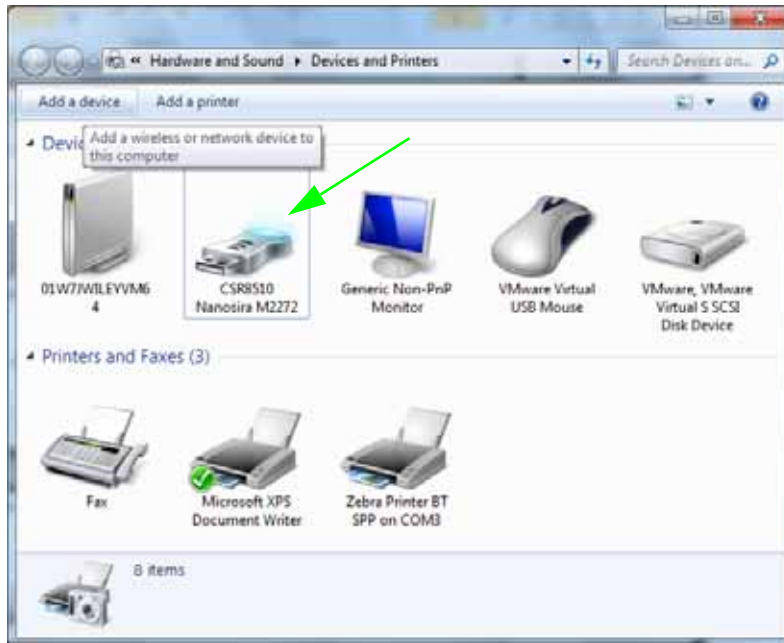 « Hardware and Sound ▸ Devices and Printers
Search Devices an...
Add a device
Add a printer
Add a wireless or network device to
this computer
Devic
01W7JWILEYVM6
4
CSR8510
Nanosira M2272
Generic Non-PnP
Monitor
VMware Virtual
USB Mouse
VMware, VMware
Virtual S SCSI
Disk Device
Printers and Faxes (3)
Fax
Microsoft XPS
Document Writer
Zebra Printer BT
SPP on COM3
8 items